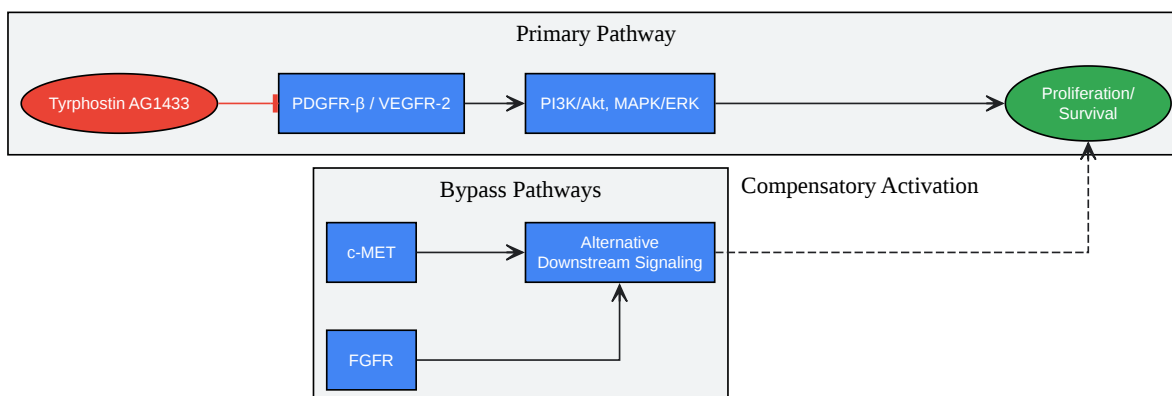 Primary Pathway
Tyrphostin AG1433
PDGFR-β / VEGFR-2
PI3K/Akt, MAPK/ERK
Proliferation/
Survival
Bypass Pathways
Compensatory Activation
c-MET
Alternative
Downstream Signaling
FGFR